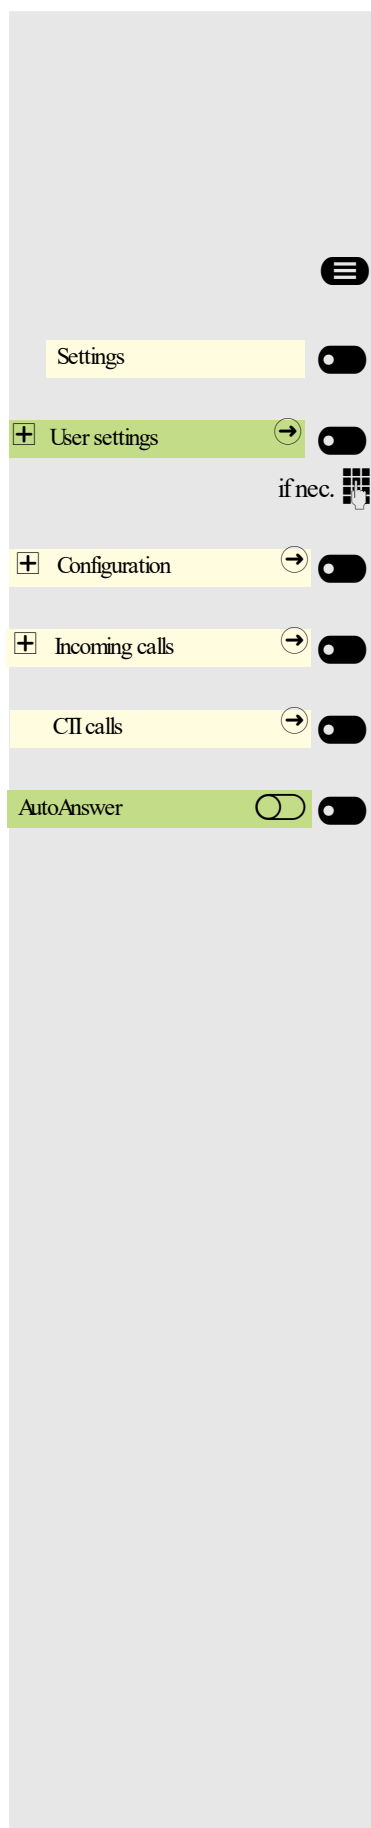 Settings
User settings
if nec.
Configuration
Incoming calls
CTI calls
AutoAnswer